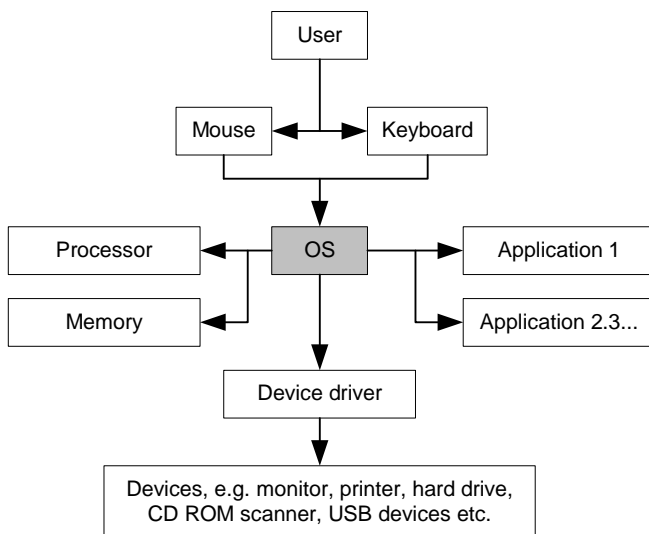 User
Mouse
Keyboard
Processor
OS
Application 1
Memory
Application 2.3...
Device driver
Devices, e.g. monitor, printer, hard drive,
CD ROM scanner, USB devices etc.